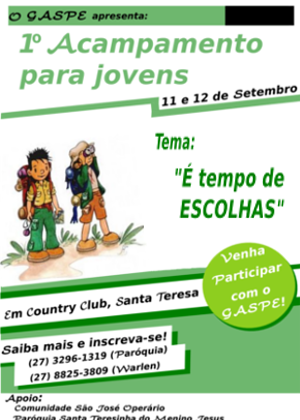 O GASPE apresenta:
1º Acampamento
para jovens
11 e 12 de Setembro
Tema:
"É tempo de
ESCOLHAS"
Venha
Participar
com o
GASPE!
Em Country Club, Santa Teresa
Saiba mais e inscreva-se!
(27) 3296-1319 (Paróquia)
(27) 8825-3809 (Warlen)
Apoio:
Comunidade São José Operário
Paróquia Santa Teresinha do Menino Jesus